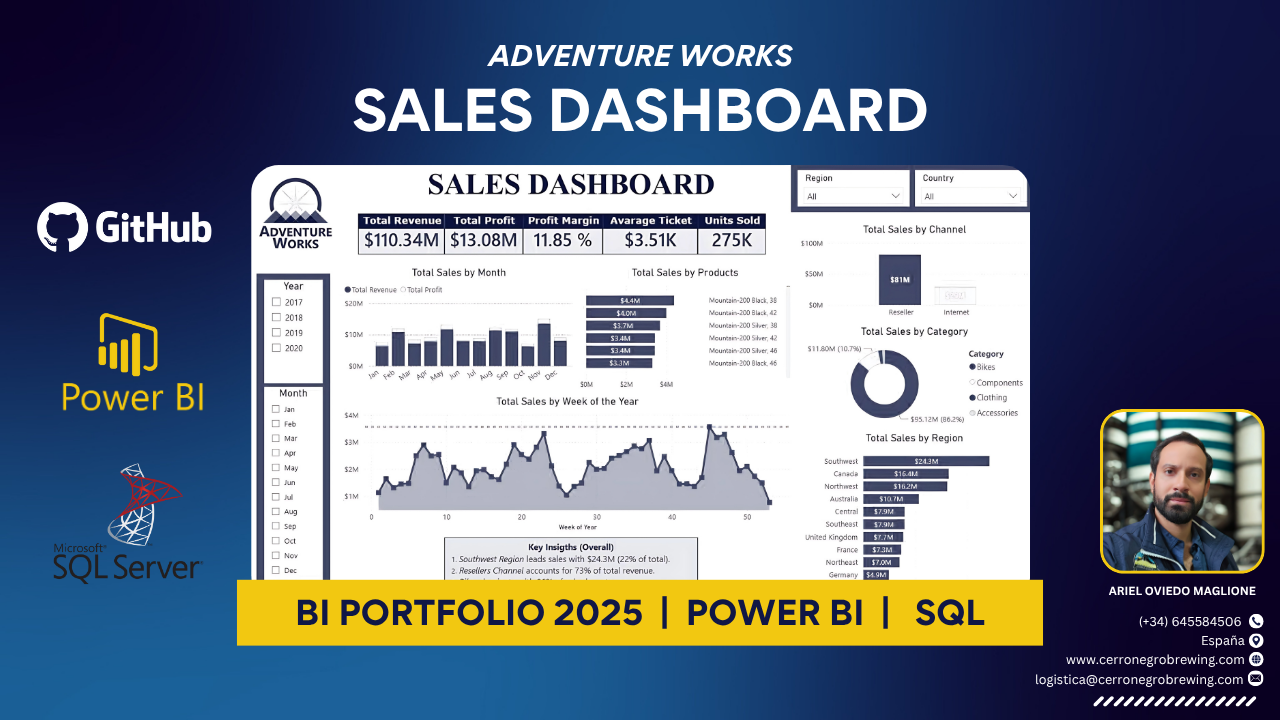 ADVENTURE WORKS
SALES DASHBOARD
GitHub
Power BI
Microsoft®
SQL Server
ADVENTURE
WORKS
SALES DASHBOARD
Total Revenue Total Profit Profit Margin Avarage Ticket Units Sold
$110.34M $13.08M 11.85 % $3.51K 275K
Region Country
All All
Year
2017
2018
2019
2020
Month
Jan
Feb
Mar
Apr
May
Jun
Jul
Aug
Sep
Oct
Nov
Dec
Total Sales by Month
Total Revenue Total Profit
$20M
$10M
$0M
Jan Feb Mar Apr May Jun Jul Aug Sep Oct Nov Dec
Total Sales by Products
$4.4M Mountain-200 Black, 38
$4.0M Mountain-200 Black, 42
$3.7M Mountain-200 Silver, 38
$3.4M Mountain-200 Silver, 42
$3.4M Mountain-200 Silver, 46
$3.3M Mountain-200 Black, 46
$0M $2M $4M
Total Sales by Week of the Year
$4M
$3M
$2M
$1M
0 10 20 30 40 50
Week of Year
Key Insigths (Overall)
1. Southwest Region leads sales with $24.3M (22% of total).
2. Resellers Channel accounts for 73% of total revenue.
Total Sales by Channel
$100M
$50M
$0M
$81M
Reseller Internet
Total Sales by Category
$11.80M (10.7%)
$95.12M (86.2%)
Category
Bikes
Components
Clothing
Accessories
Total Sales by Region
Southwest $24.3M
Canada $16.4M
Northwest $16.2M
Australia $10.7M
Central $7.9M
Southeast $7.9M
United Kingdom $7.7M
France $7.3M
Northeast $7.0M
Germany $4.9M
BI PORTFOLIO 2025 | POWER BI | SQL
ARIEL OVIEDO MAGLIONE
(+34) 645584506
España
www.cerronegrobrewing.com
logistica@cerronegrobrewing.com